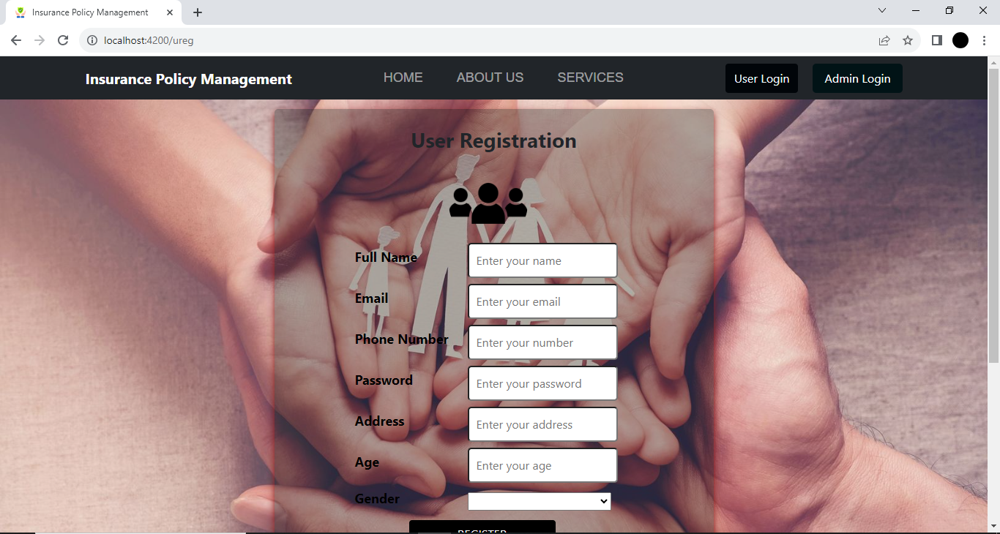 Insurance Policy Management
localhost:4200/ureg
Insurance Policy Management HOME ABOUT US SERVICES User Login Admin Login
User Registration
Full Name Enter your name
Email Enter your email
Phone Number Enter your number
Password Enter your password
Address Enter your address
Age Enter your age
Gender
REGISTER